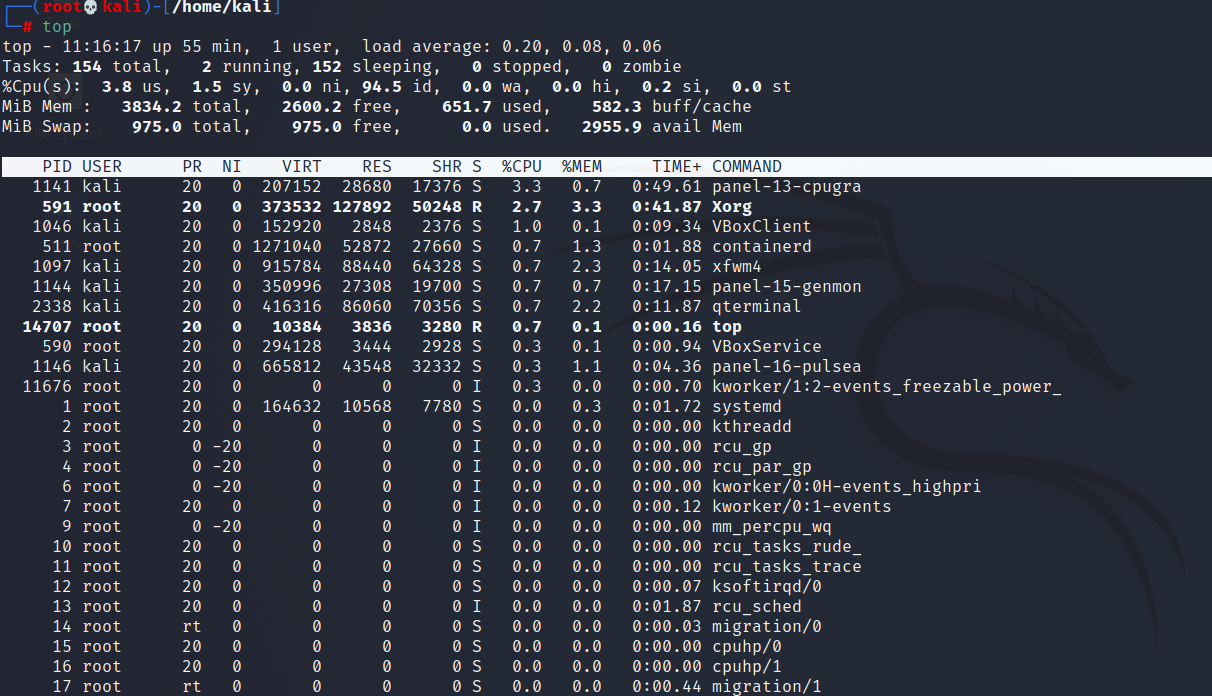 (root💀kali)-[/home/kali]
# top
top - 11:16:17 up 55 min,  1 user,  load average: 0.20, 0.08, 0.06
Tasks: 154 total,   2 running, 152 sleeping,   0 stopped,   0 zombie
%Cpu(s):  3.8 us,  1.5 sy,  0.0 ni, 94.5 id,  0.0 wa,  0.0 hi,  0.2 si,  0.0 st
MiB Mem :   3834.2 total,   2600.2 free,    651.7 used,    582.3 buff/cache
MiB Swap:    975.0 total,    975.0 free,      0.0 used.   2955.9 avail Mem
PID USER      PR  NI    VIRT    RES    SHR S  %CPU  %MEM     TIME+ COMMAND
1141 kali      20   0  207152  28680  17376 S   3.3   0.7   0:49.61 panel-13-cpugra
591 root      20   0  373532 127892  50248 R   2.7   3.3   0:41.87 Xorg
1046 kali      20   0  152920   2848   2376 S   1.0   0.1   0:09.34 VBoxClient
511 root      20   0 1271040  52872  27660 S   0.7   1.3   0:01.88 containerd
1097 kali      20   0  915784  88440  64328 S   0.7   2.3   0:14.05 xfwm4
1144 kali      20   0  350996  27308  19700 S   0.7   0.7   0:17.15 panel-15-genmon
2338 kali      20   0  416316  86060  70356 S   0.7   2.2   0:11.87 qterminal
14707 root      20   0   10384   3836   3280 R   0.7   0.1   0:00.16 top
590 root      20   0  294128   3444   2928 S   0.3   0.1   0:00.94 VBoxService
1146 kali      20   0  665812  43548  32332 S   0.3   1.1   0:04.36 panel-16-pulsea
11676 root      20   0       0      0      0 I   0.3   0.0   0:00.70 kworker/1:2-events_freezable_power_
1 root      20   0  164632  10568   7780 S   0.0   0.3   0:01.72 systemd
2 root      20   0       0      0      0 S   0.0   0.0   0:00.00 kthreadd
3 root       0 -20       0      0      0 I   0.0   0.0   0:00.00 rcu_gp
4 root       0 -20       0      0      0 I   0.0   0.0   0:00.00 rcu_par_gp
6 root       0 -20       0      0      0 I   0.0   0.0   0:00.00 kworker/0:0H-events_highpri
7 root      20   0       0      0      0 I   0.0   0.0   0:00.12 kworker/0:1-events
9 root       0 -20       0      0      0 I   0.0   0.0   0:00.00 mm_percpu_wq
10 root      20   0       0      0      0 S   0.0   0.0   0:00.00 rcu_tasks_rude_
11 root      20   0       0      0      0 S   0.0   0.0   0:00.00 rcu_tasks_trace
12 root      20   0       0      0      0 S   0.0   0.0   0:00.07 ksoftirqd/0
13 root      20   0       0      0      0 I   0.0   0.0   0:01.87 rcu_sched
14 root      rt   0       0      0      0 S   0.0   0.0   0:00.03 migration/0
15 root      20   0       0      0      0 S   0.0   0.0   0:00.00 cpuhp/0
16 root      20   0       0      0      0 S   0.0   0.0   0:00.00 cpuhp/1
17 root      rt   0       0      0      0 S   0.0   0.0   0:00.44 migration/1